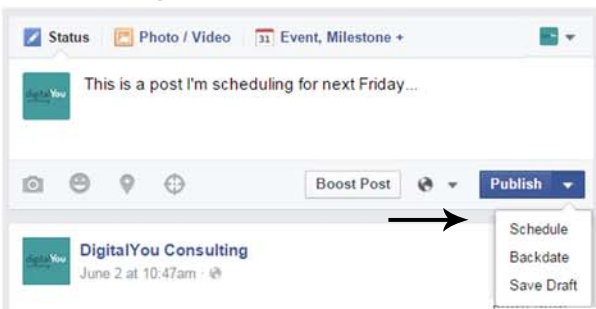 Status Photo / Video 31 Event, Milestone +
digitalYou This is a post I'm scheduling for next Friday...
Boost Post Publish
Schedule
digitalYou DigitalYou Consulting
Backdate
June 2 at 10:47am ·
Save Draft